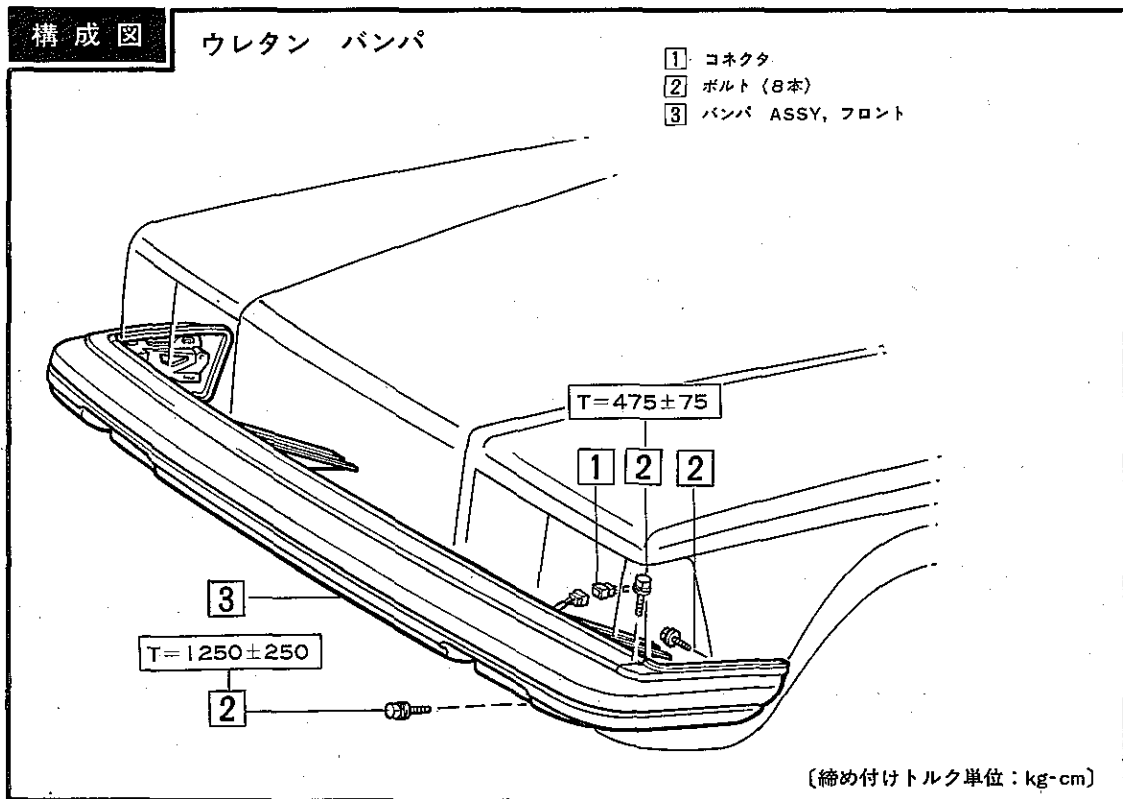 構成図
ウレタン バンパ
1 コネクタ
2 ボルト (8本)
3 バンパ ASSY, フロント
T=475±75
1 2 2
3
T=1250±250
2
〔締め付けトルク単位:kg-cm〕